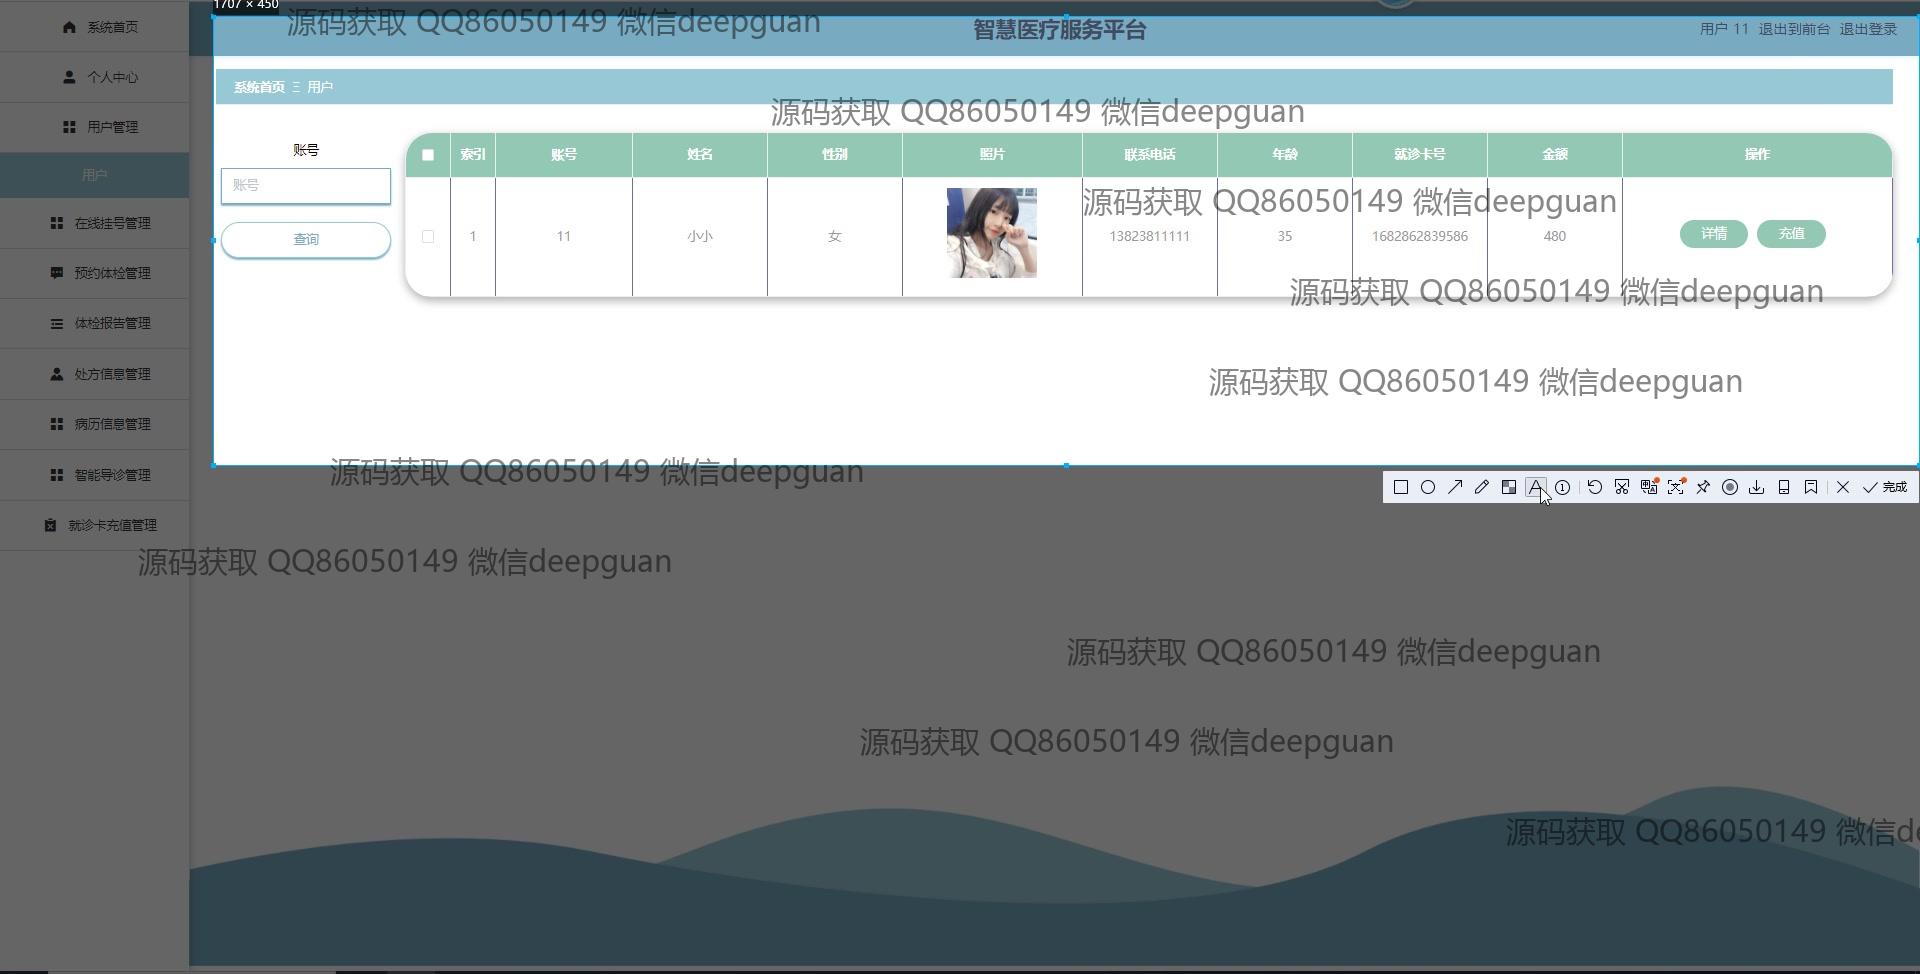 1707 × 450
源码获取 QQ86050149 微信deepguan
智慧医疗服务平台
用户 11 退出到前台 退出登录
系统首页
个人中心
用户管理
用户
在线挂号管理
预约体检管理
体检报告管理
处方信息管理
病历信息管理
智能导诊管理
就诊卡充值管理
系统首页 Ξ 用户
源码获取 QQ86050149 微信deepguan
账号
账号
查询
索引 账号 姓名 性别 照片 联系电话 年龄 就诊卡号 金额 操作
源码获取 QQ86050149 微信deepguan
1 11 小小 女 13823811111 35 1682862839586 480 详情 充值
源码获取 QQ86050149 微信deepguan
源码获取 QQ86050149 微信deepguan
源码获取 QQ86050149 微信deepguan
完成
源码获取 QQ86050149 微信deepguan
源码获取 QQ86050149 微信deepguan
源码获取 QQ86050149 微信deepguan
源码获取 QQ86050149 微信de